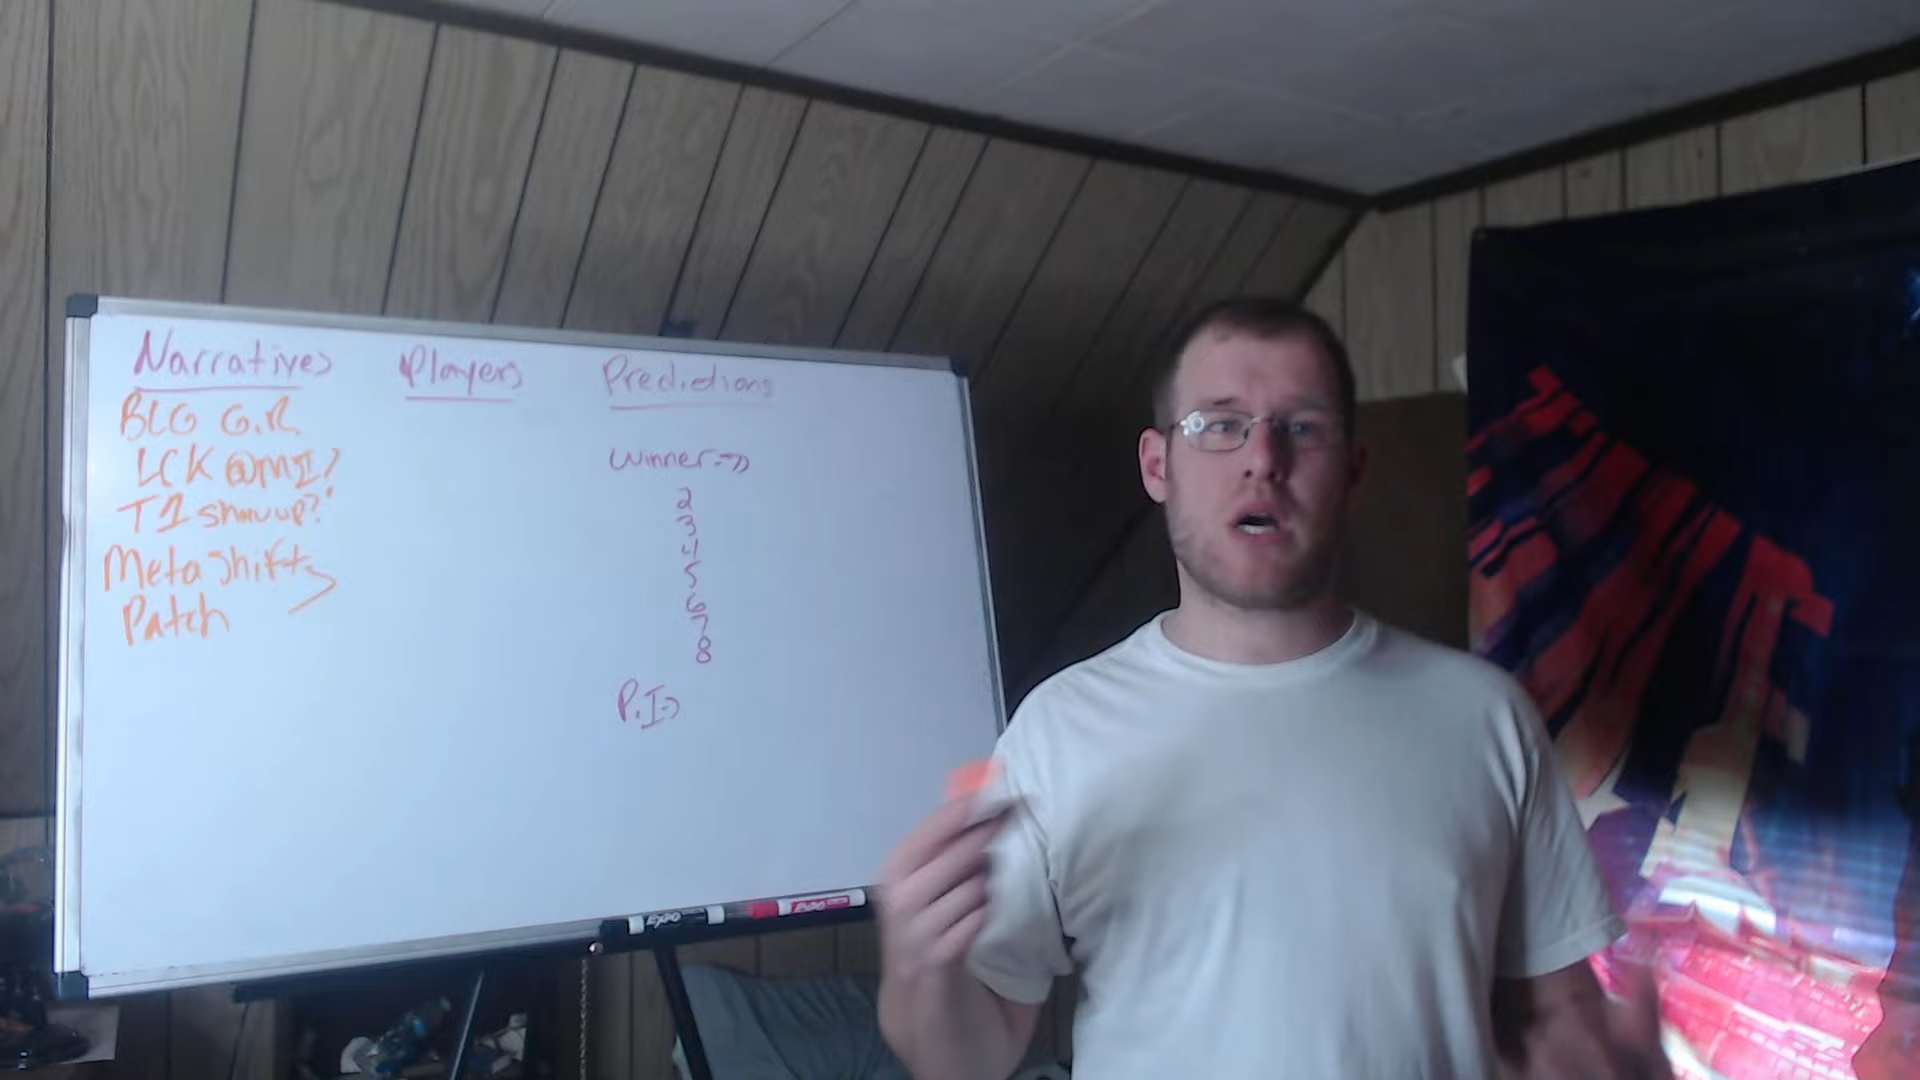 Narratives Players Predictions
BLG G.R.
LCK @MSI?
T1 show up?
Meta shifts
Patch
Winner->
2
3
4
5
6
7
8
P.I->
EXPO
EXPO